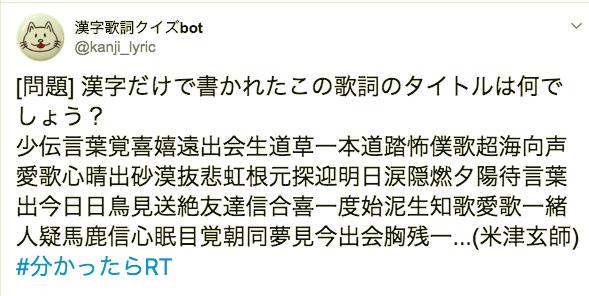 漢字歌詞クイズbot
@kanji_lyric
[問題] 漢字だけで書かれたこの歌詞のタイトルは何で
しょう？
少伝言葉覚喜嬉遠出会生道草一本道踏怖僕歌超海向声
愛歌心晴出砂漠抜悲虹根元探迎明日涙隠燃夕陽待言葉
出今日日鳥見送絶友達信合喜一度始泥生知歌愛歌一緒
人疑馬鹿信心眠目覚朝同夢見今出会胸残一...(米津玄師)
#分かったらRT